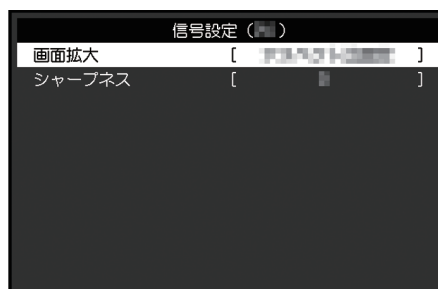 信号設定（ ）
画面拡大 [ ]
シャープネス [ ]